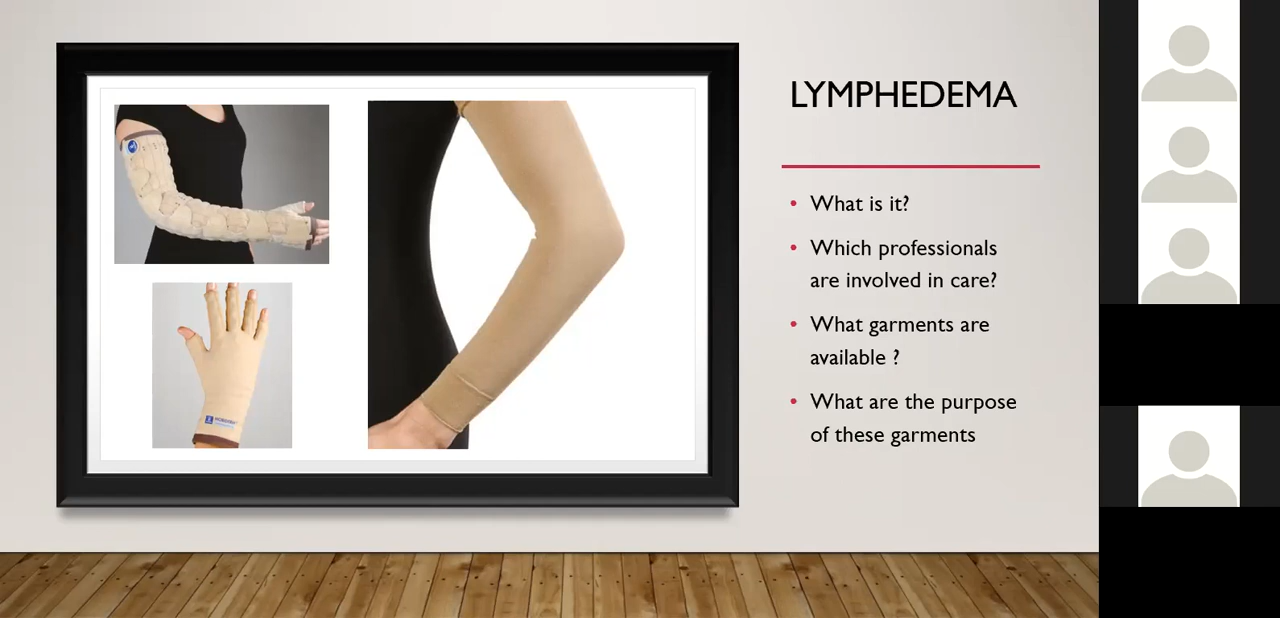 LYMPHEDEMA
• What is it?
• Which professionals
are involved in care?
• What garments are
available ?
• What are the purpose
of these garments